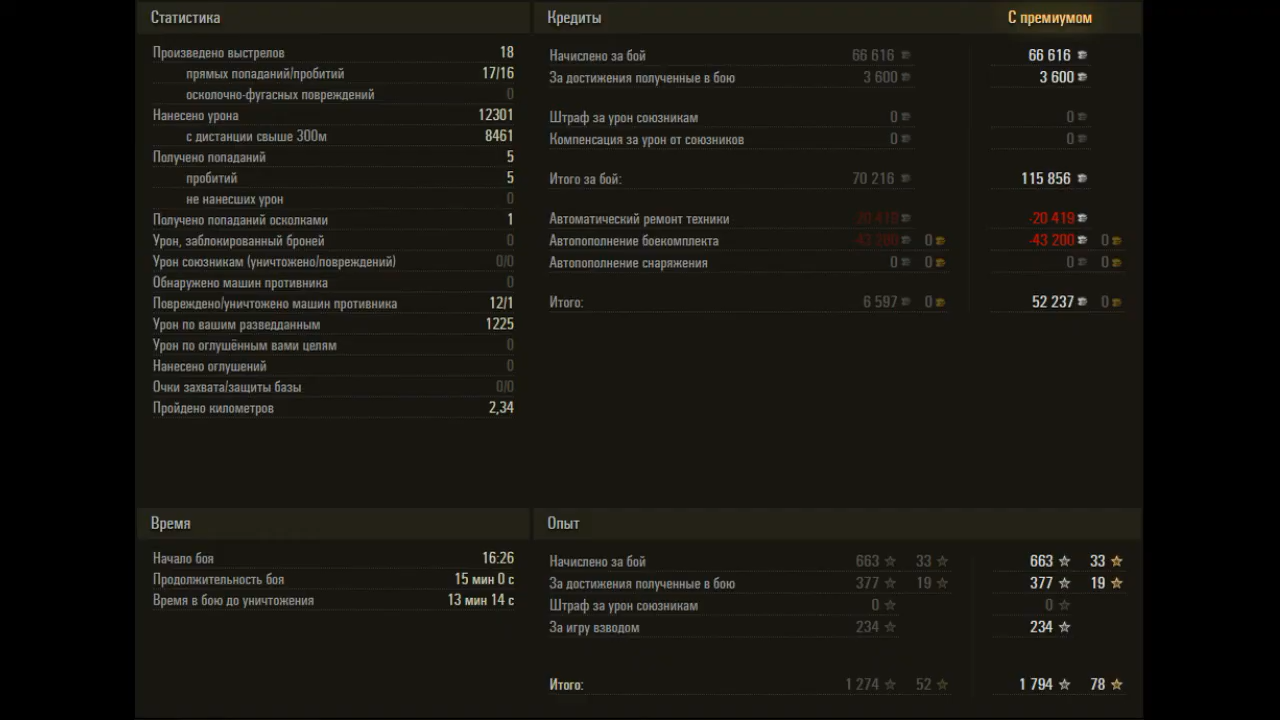 Статистика
Произведено выстрелов 18
прямых попаданий/пробитий 17/16
осколочно-фугасных повреждений 0
Нанесено урона 12301
с дистанции свыше 300м 8461
Получено попаданий 5
пробитий 5
не нанесших урон 0
Получено попаданий осколками 1
Урон, заблокированный броней 0
Урон союзникам (уничтожено/повреждений) 0/0
Обнаружено машин противника 0
Повреждено/уничтожено машин противника 12/1
Урон по вашим разведданным 1225
Урон по оглушённым вами целям 0
Нанесено оглушений 0
Очки захвата/защиты базы 0/0
Пройдено километров 2,34
Кредиты С премиумом
Начислено за бой 66 616 66 616
За достижения полученные в бою 3 600 3 600
Штраф за урон союзникам 0 0
Компенсация за урон от союзников 0 0
Итого за бой: 70 216 115 856
Автоматический ремонт техники -20 419 -20 419
Автопополнение боекомплекта -43 200 0 -43 200 0
Автопополнение снаряжения 0 0 0 0
Итого: 6 597 0 52 237 0
Время
Начало боя 16:26
Продолжительность боя 15 мин 0 с
Время в бою до уничтожения 13 мин 14 с
Опыт
Начислено за бой 663 33 663 33
За достижения полученные в бою 377 19 377 19
Штраф за урон союзникам 0 0
За игру взводом 234 234
Итого: 1 274 52 1 794 78